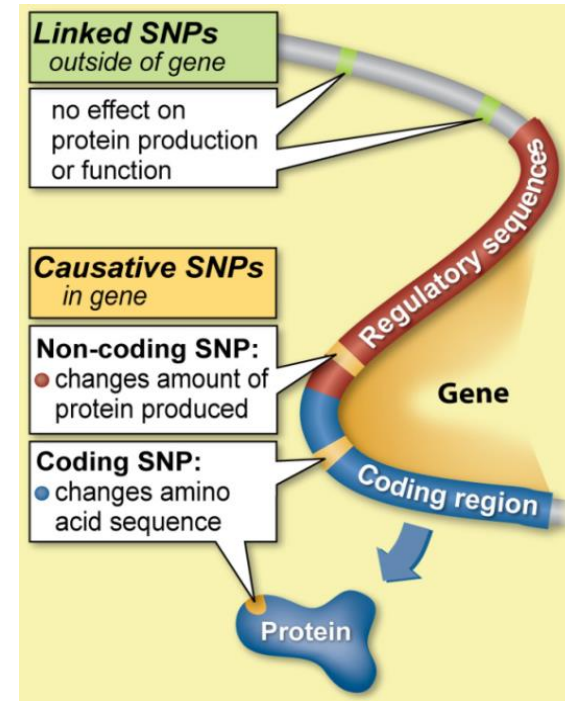 Linked SNPs
outside of gene
no effect on
protein production
or function
Regulatory sequences
Causative SNPs
in gene
Non-coding SNP:
changes amount of
protein produced
Gene
Coding SNP:
changes amino
acid sequence
Coding region
Protein